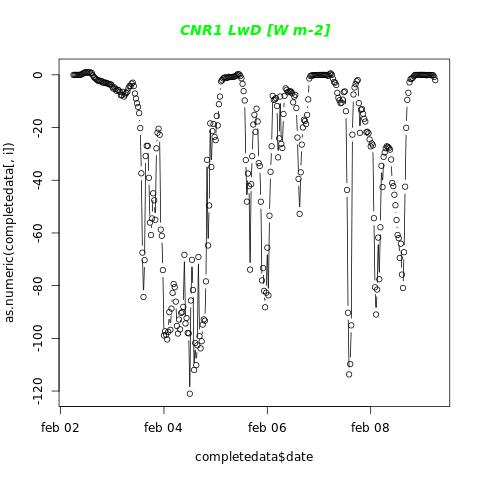 CNR1 LwD [W m-2]
as.numeric(completedata[, i])
0
-20
-40
-60
-80
-100
-120
feb 02
feb 04
feb 06
feb 08
completedata$date